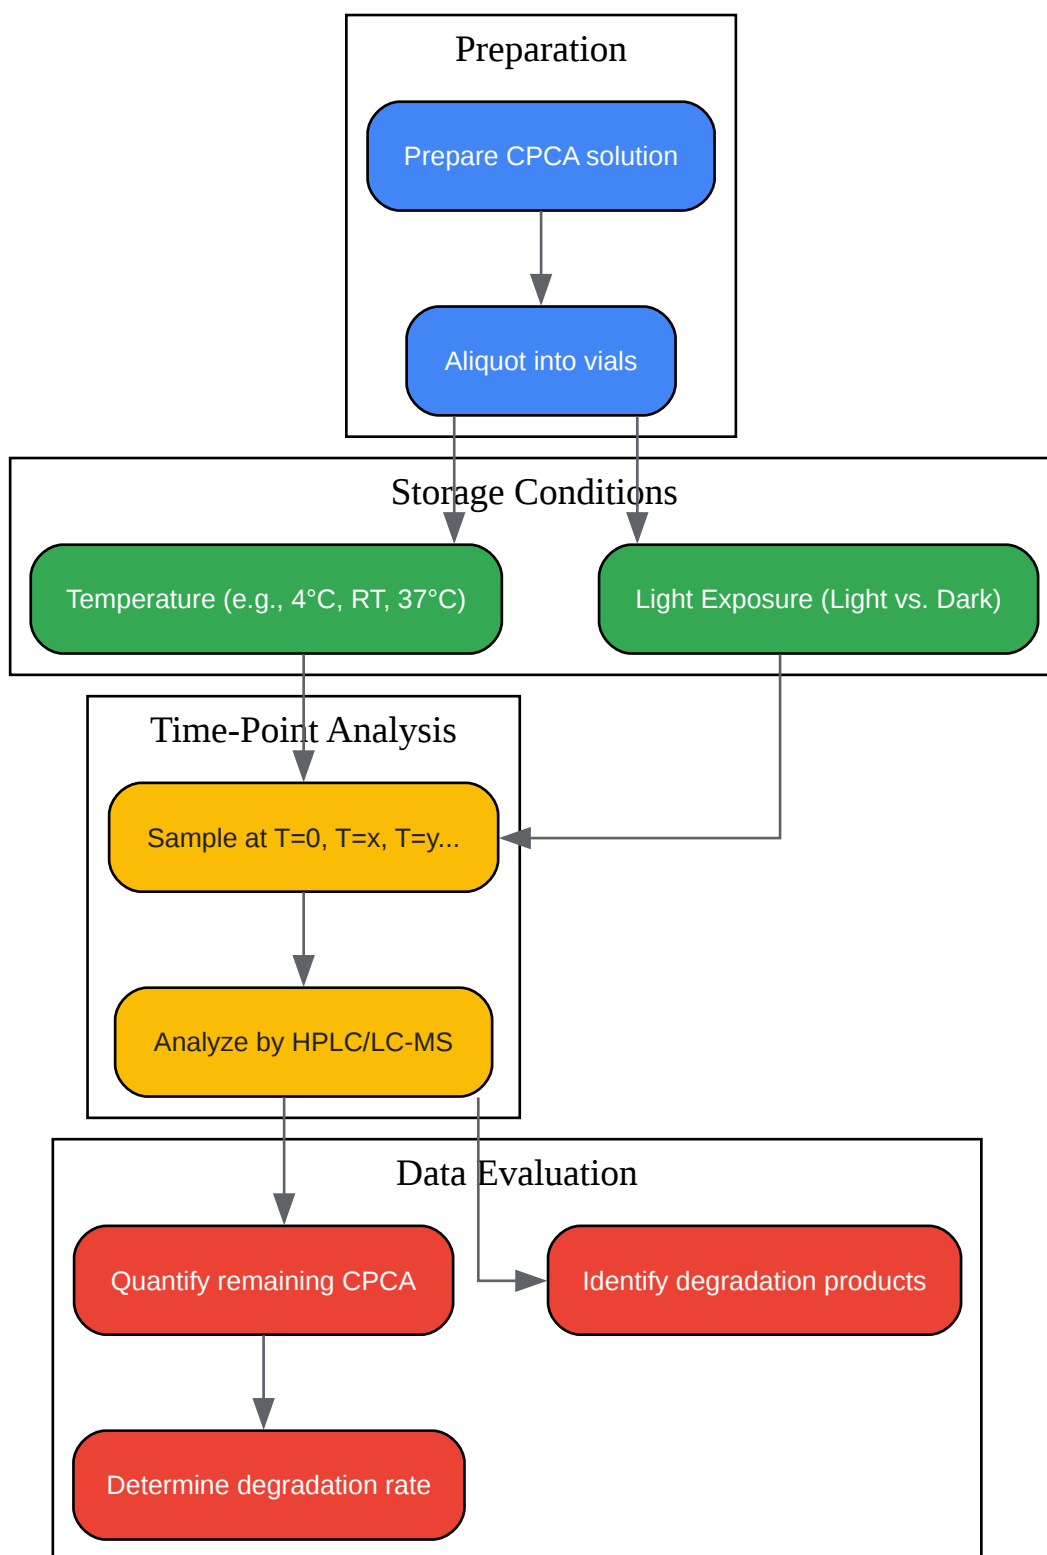 Preparation
Prepare CPCA solution
Aliquot into vials
Storage Conditions
Temperature (e.g., 4°C, RT, 37°C)
Light Exposure (Light vs. Dark)
Time-Point Analysis
Sample at T=0, T=x, T=y...
Analyze by HPLC/LC-MS
Data Evaluation
Quantify remaining CPCA
Identify degradation products
Determine degradation rate